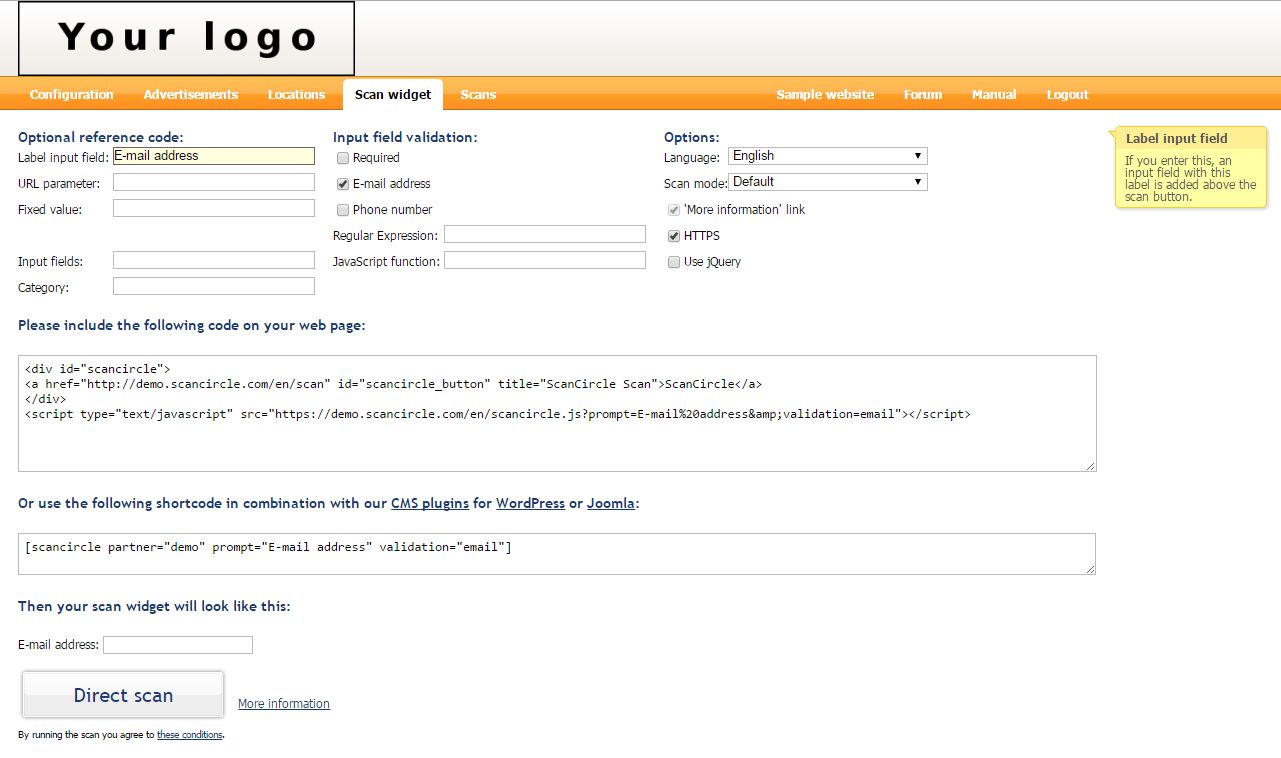 Your logo
Configuration Advertisements Locations Scan widget Scans Sample website Forum Manual Logout
Optional reference code: Input field validation: Options:
Label input field: E-mail address Required Language: English
URL parameter: E-mail address Scan mode: Default
Fixed value: Phone number 'More information' link
Regular Expression: HTTPS
Input fields: JavaScript function: Use jQuery
Category:
Label input field
If you enter this, an
input field with this
label is added above the
scan button.
Please include the following code on your web page:
<div id="scancircle">
<a href="http://demo.scancircle.com/en/scan" id="scancircle_button" title="ScanCircle Scan">ScanCircle</a>
</div>
<script type="text/javascript" src="https://demo.scancircle.com/en/scancircle.js?prompt=E-mail%20address&amp;validation=email"></script>
Or use the following shortcode in combination with our CMS plugins for WordPress or Joomla:
[scancircle partner="demo" prompt="E-mail address" validation="email"]
Then your scan widget will look like this:
E-mail address:
Direct scan More information
By running the scan you agree to these conditions.